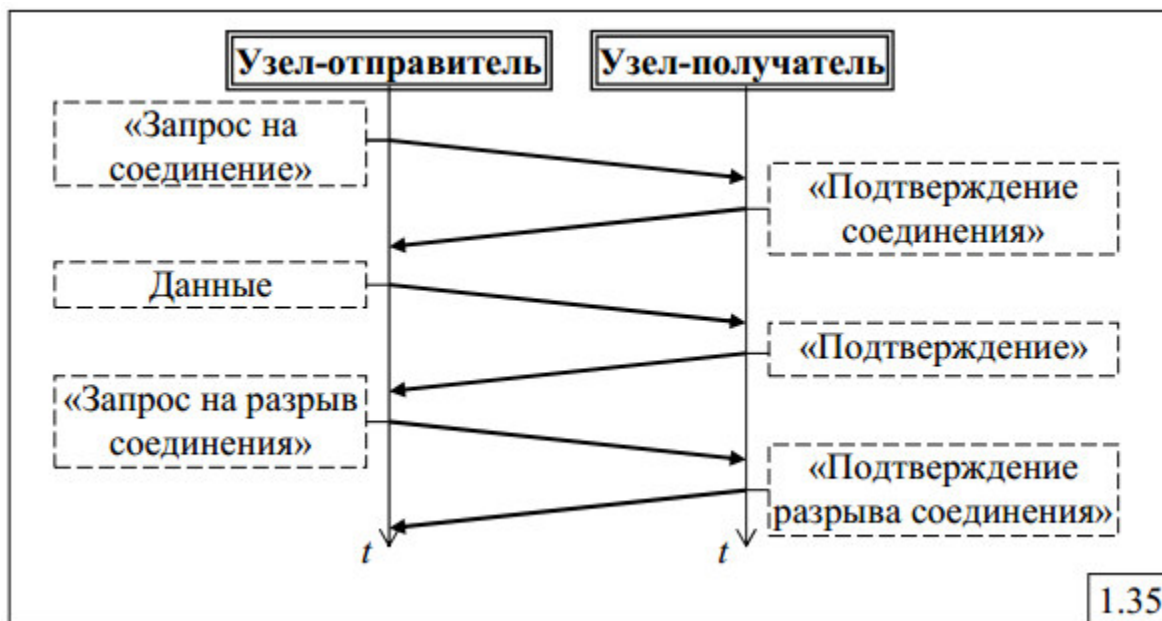 Узел-отправитель
Узел-получатель
«Запрос на
соединение»
«Подтверждение
соединения»
Данные
«Подтверждение»
«Запрос на разрыв
соединения»
«Подтверждение
разрыва соединения»
t
t
1.35